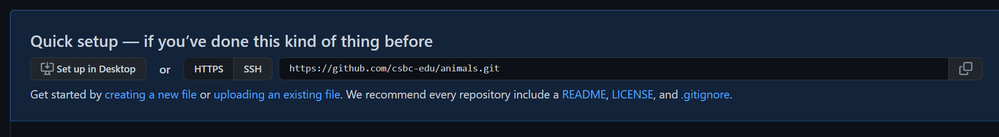 Quick setup — if you’ve done this kind of thing before
Set up in Desktop or HTTPS SSH https://github.com/csbc-edu/animals.git
Get started by creating a new file or uploading an existing file. We recommend every repository include a README, LICENSE, and .gitignore.